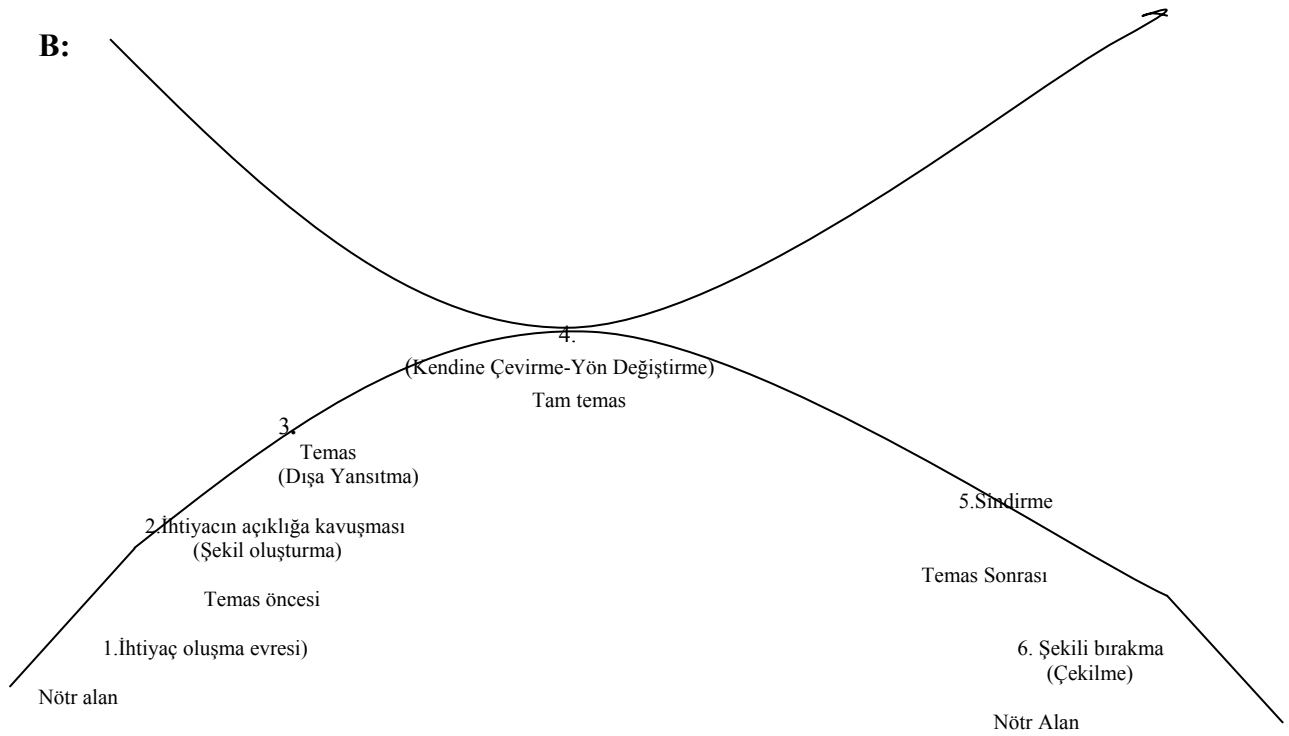 B:
4.
(Kendine Çevirme-Yön Değiştirme)
Tam temas
3.
Temas
(Dışa Yansıtma)
5.Sindirme
2.İhtiyacın açıklığa kavuşması
(Şekil oluşturma)
Temas Sonrası
Temas öncesi
1.İhtiyaç oluşma evresi)
6. Şekili bırakma
(Çekilme)
Nötr alan
Nötr Alan